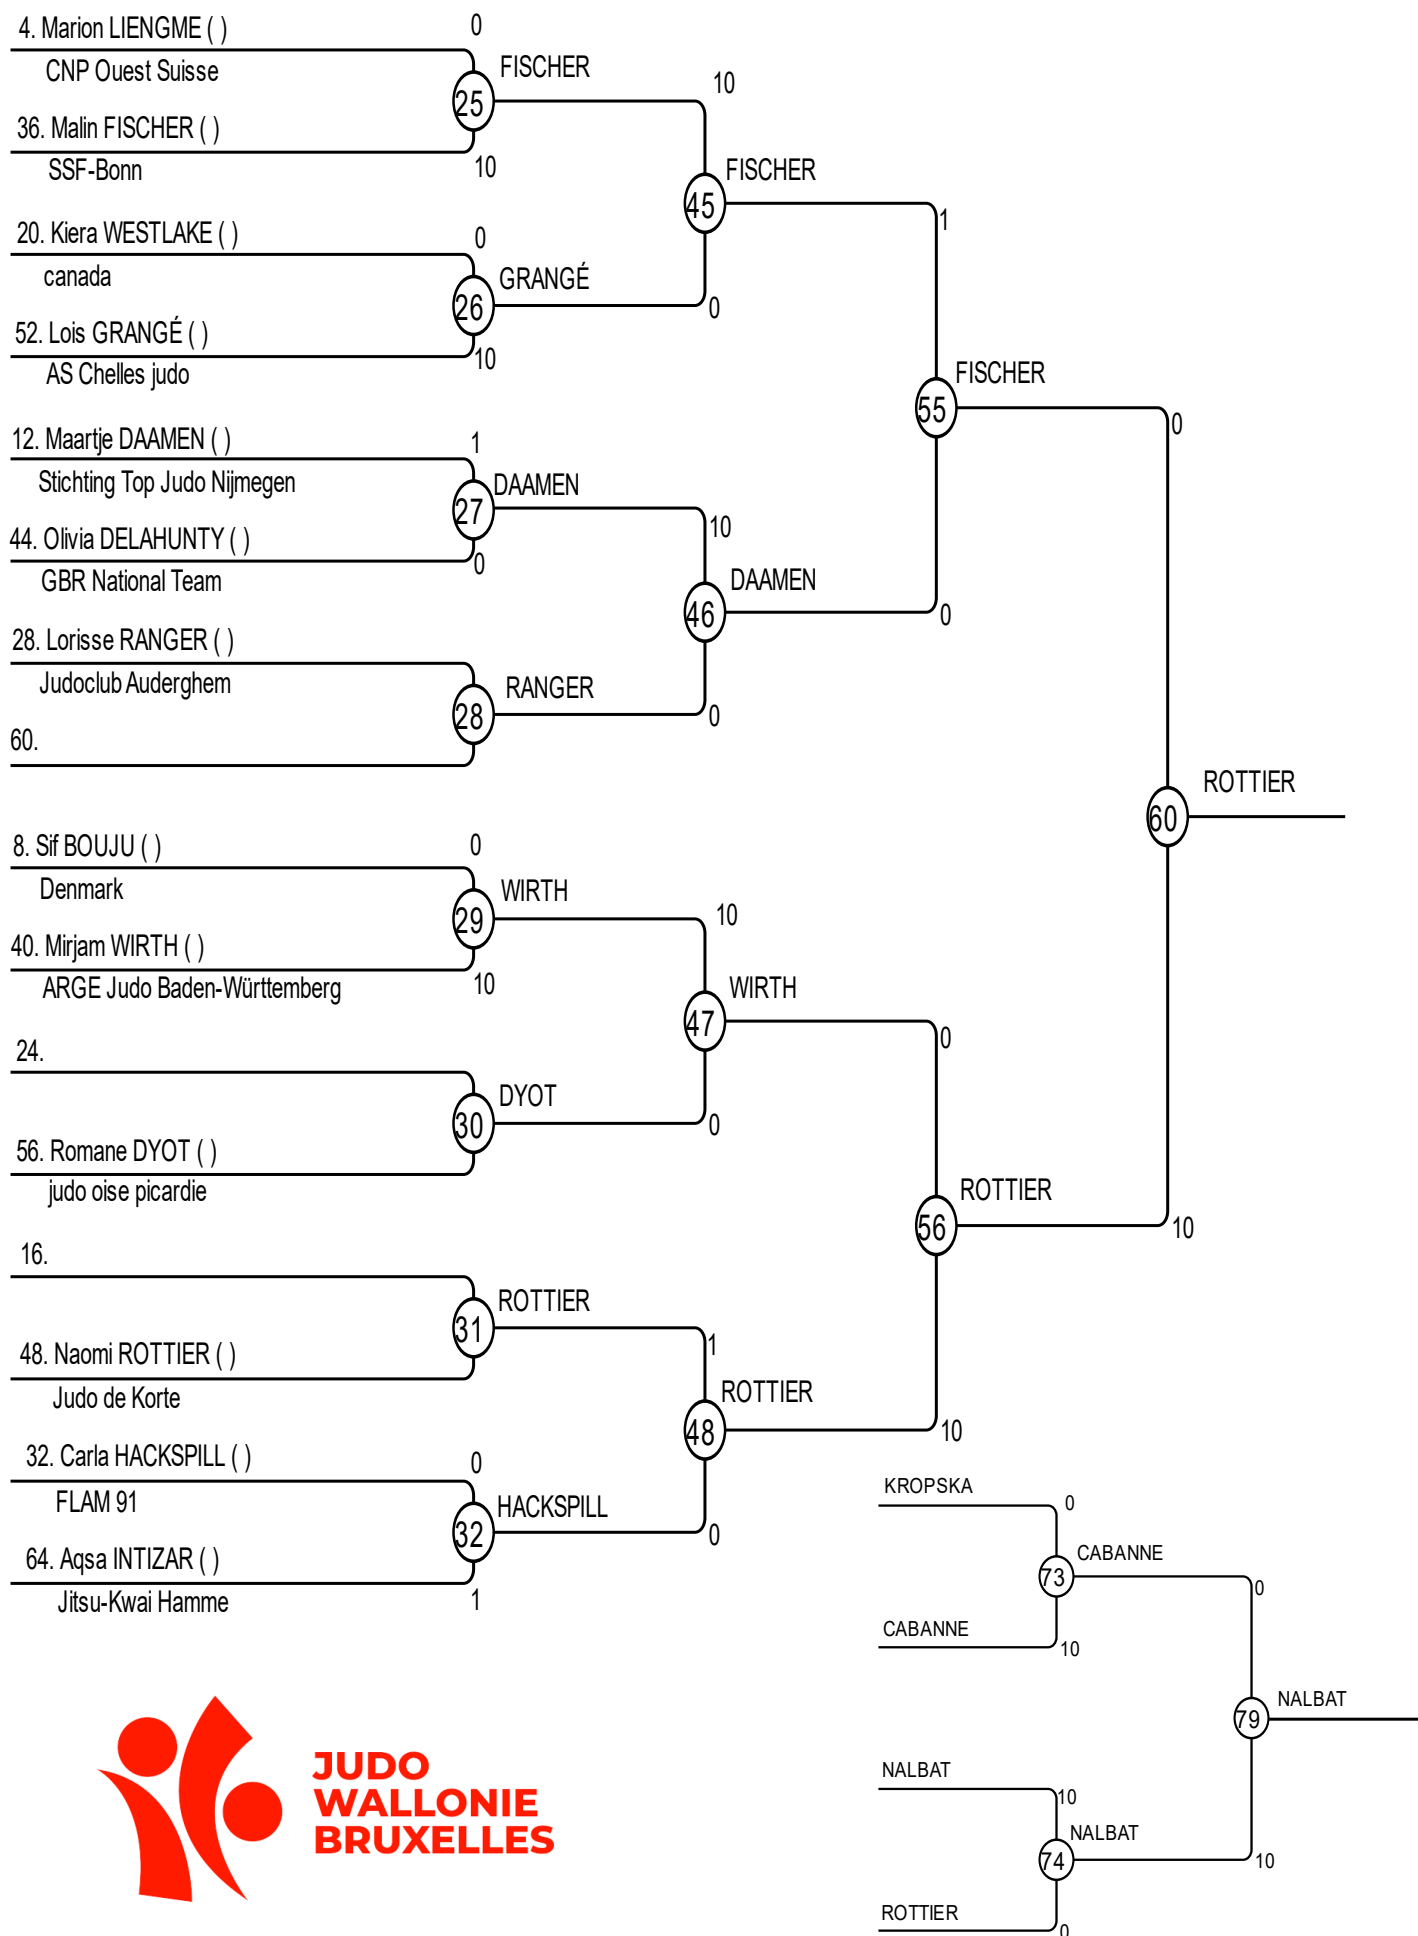 4. Marion LIENGME ( )
0
CNP Ouest Suisse
FISCHER
25
10
36. Malin FISCHER ( )
SSF-Bonn
10
FISCHER
45
20. Kiera WESTLAKE ( )
0
1
canada
GRANGÉ
26
0
52. Lois GRANGÉ ( )
10
AS Chelles judo
FISCHER
55
0
12. Maartje DAAMEN ( )
1
Stichting Top Judo Nijmegen
DAAMEN
27
10
44. Olivia DELAHUNTY ( )
0
GBR National Team
DAAMEN
46
0
28. Lorisse RANGER ( )
Judoclub Auderghem
RANGER
28
0
60.
ROTTIER
60
8. Sif BOUJU ( )
0
Denmark
WIRTH
29
10
40. Mirjam WIRTH ( )
10
ARGE Judo Baden-Württemberg
WIRTH
47
0
24.
DYOT
30
0
56. Romane DYOT ( )
judo oise picardie
ROTTIER
56
10
16.
ROTTIER
31
1
48. Naomi ROTTIER ( )
Judo de Korte
ROTTIER
48
10
32. Carla HACKSPILL ( )
0
FLAM 91
HACKSPILL
32
0
64. Aqsa INTIZAR ( )
Jitsu-Kwai Hamme
1
KROPSKA
0
CABANNE
73
0
CABANNE
10
NALBAT
79
NALBAT
10
NALBAT
74
10
ROTTIER
0
JUDO
WALLONIE
BRUXELLES